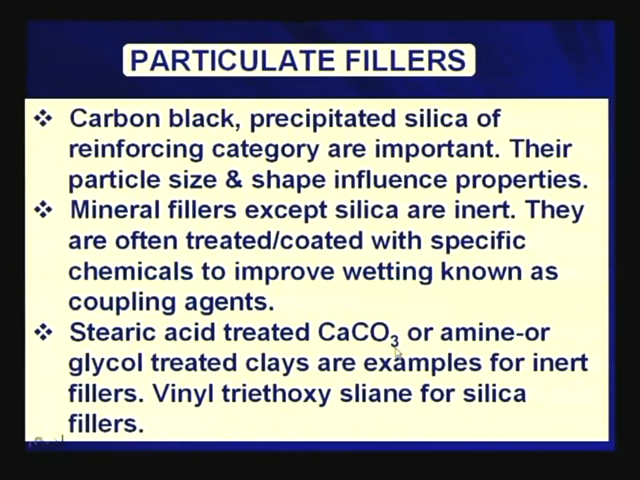 PARTICULATE FILLERS
❖ Carbon black, precipitated silica of
reinforcing category are important. Their
particle size & shape influence properties.
❖ Mineral fillers except silica are inert. They
are often treated/coated with specific
chemicals to improve wetting known as
coupling agents.
❖ Stearic acid treated CaCO₃ or amine-or
glycol treated clays are examples for inert
fillers. Vinyl triethoxy sliane for silica
fillers.